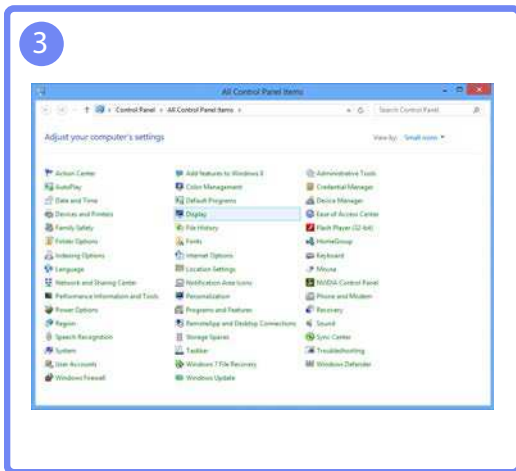 3
All Control Panel Items
Control Panel All Control Panel Items
Search Control Panel
Adjust your computer's settings
View by: Small icons
Action Center
Add features to Windows 8
Administrative Tools
AutoPlay
Color Management
Credential Manager
Date and Time
Default Programs
Device Manager
Devices and Printers
Display
Ease of Access Center
Family Safety
File History
Flash Player (32-bit)
Folder Options
Fonts
HomeGroup
Indexing Options
Internet Options
Keyboard
Language
Location Settings
Mouse
Network and Sharing Center
Notification Area Icons
NVIDIA Control Panel
Performance Information and Tools
Personalization
Phone and Modem
Power Options
Programs and Features
Recovery
Region
RemoteApp and Desktop Connections
Sound
Speech Recognition
Storage Spaces
Sync Center
System
Taskbar
Troubleshooting
User Accounts
Windows 7 File Recovery
Windows Defender
Windows Firewall
Windows Update